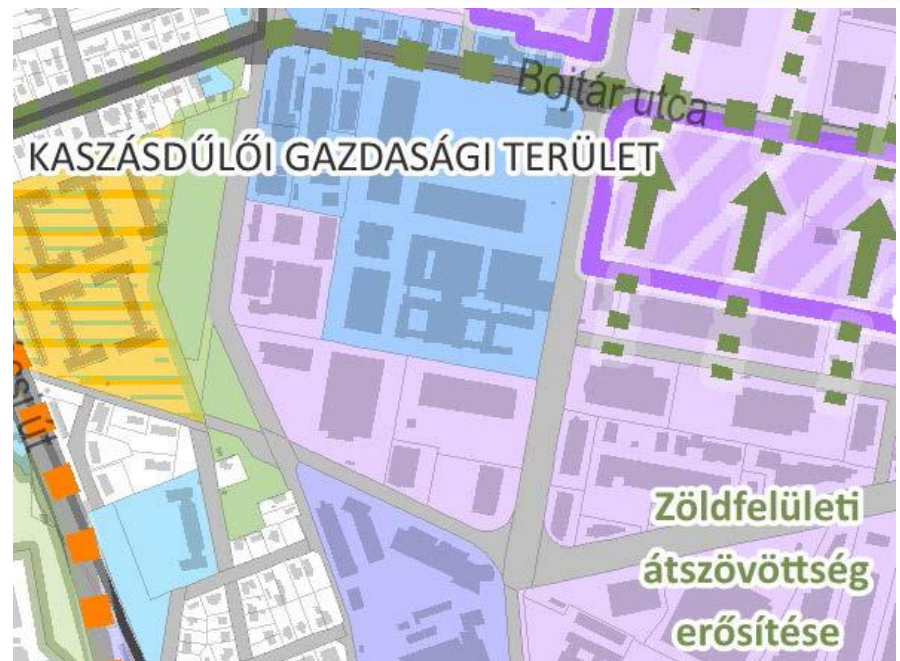 Bojtár utca
KASZÁSDŰLŐI GAZDASÁGI TERÜLET
Zöldfelületi
átszövöttség
erősítése